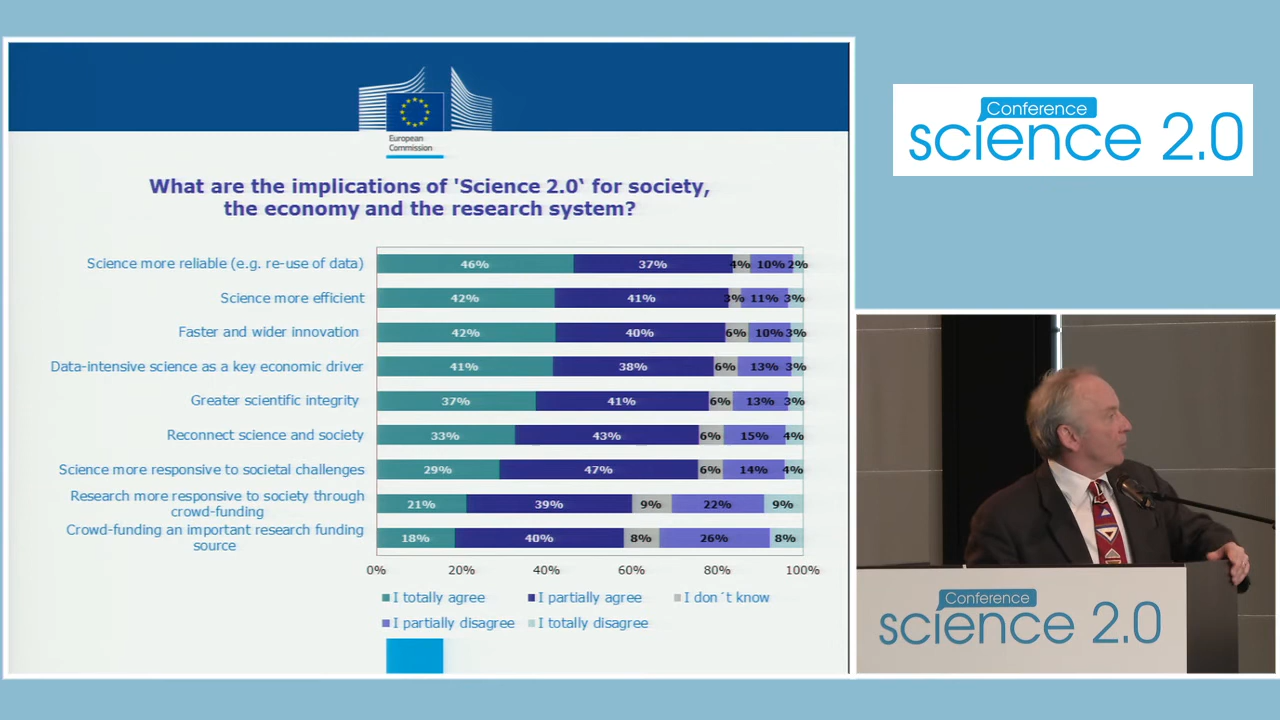 European
Commission
What are the implications of 'Science 2.0‘ for society,
the economy and the research system?
Science more reliable (e.g. re-use of data)
46% 37% 4% 10% 2%
Science more efficient
42% 41% 3% 11% 3%
Faster and wider innovation
42% 40% 6% 10% 3%
Data-intensive science as a key economic driver
41% 38% 6% 13% 3%
Greater scientific integrity
37% 41% 6% 13% 3%
Reconnect science and society
33% 43% 6% 15% 4%
Science more responsive to societal challenges
29% 47% 6% 14% 4%
Research more responsive to society through
crowd-funding
21% 39% 9% 22% 9%
Crowd-funding an important research funding
source
18% 40% 8% 26% 8%
0% 20% 40% 60% 80% 100%
I totally agree I partially agree I don´t know
I partially disagree I totally disagree
Conference
science 2.0
Conference
science 2.0